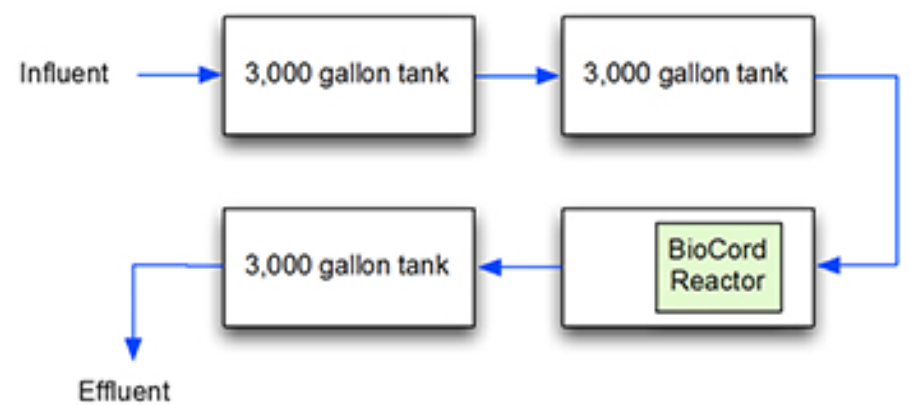 Influent
3,000 gallon tank
3,000 gallon tank
BioCord
Reactor
3,000 gallon tank
Effluent